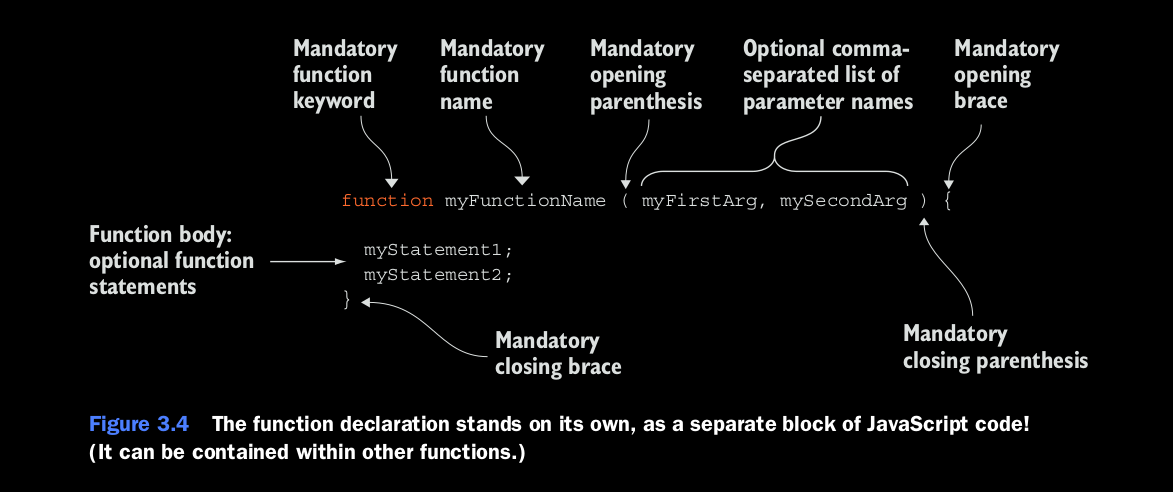 Mandatory
function
keyword
Mandatory
function
name
Mandatory
opening
parenthesis
Optional comma-
separated list of
parameter names
Mandatory
opening
brace
function myFunctionName ( myFirstArg, mySecondArg ) {
Function body:
optional function
statements
myStatement1;
myStatement2;
}
Mandatory
closing brace
Mandatory
closing parenthesis
Figure 3.4 The function declaration stands on its own, as a separate block of JavaScript code!
(It can be contained within other functions.)